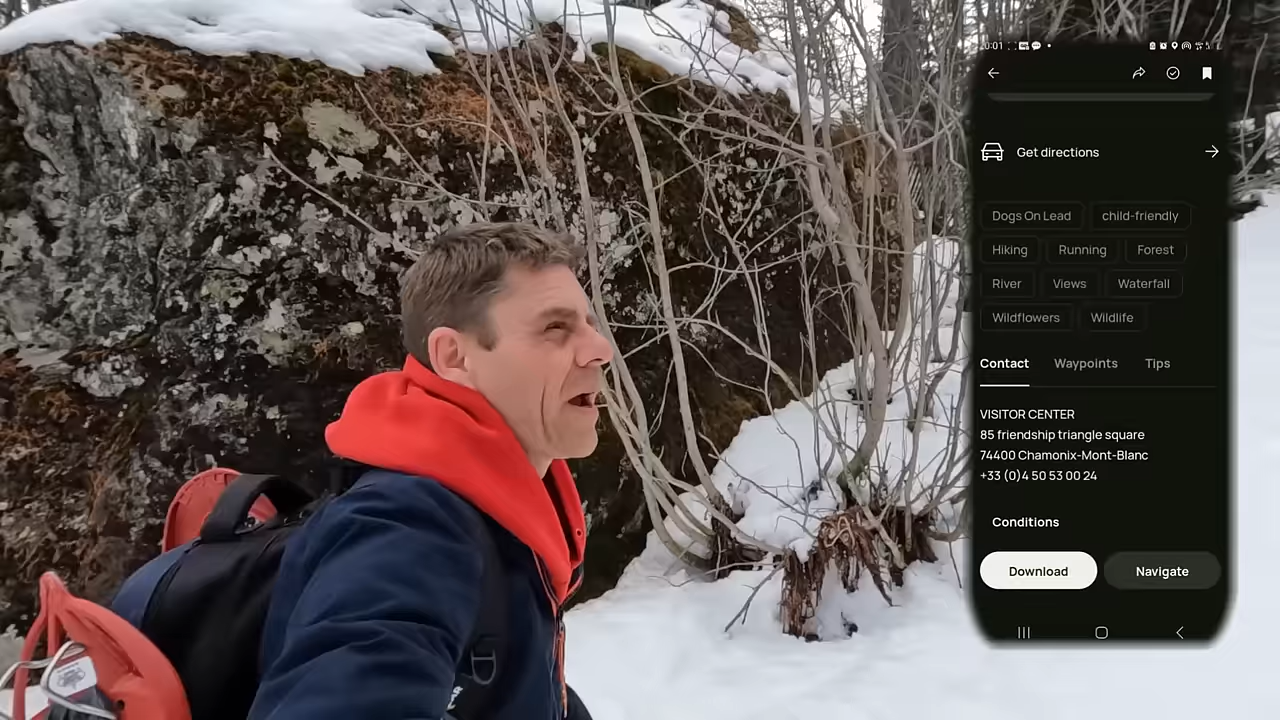 0:01
Get directions
Dogs On Lead child-friendly
Hiking Running Forest
River Views Waterfall
Wildflowers Wildlife
Contact Waypoints Tips
VISITOR CENTER
85 friendship triangle square
74400 Chamonix-Mont-Blanc
+33 (0)4 50 53 00 24
Conditions
Download Navigate